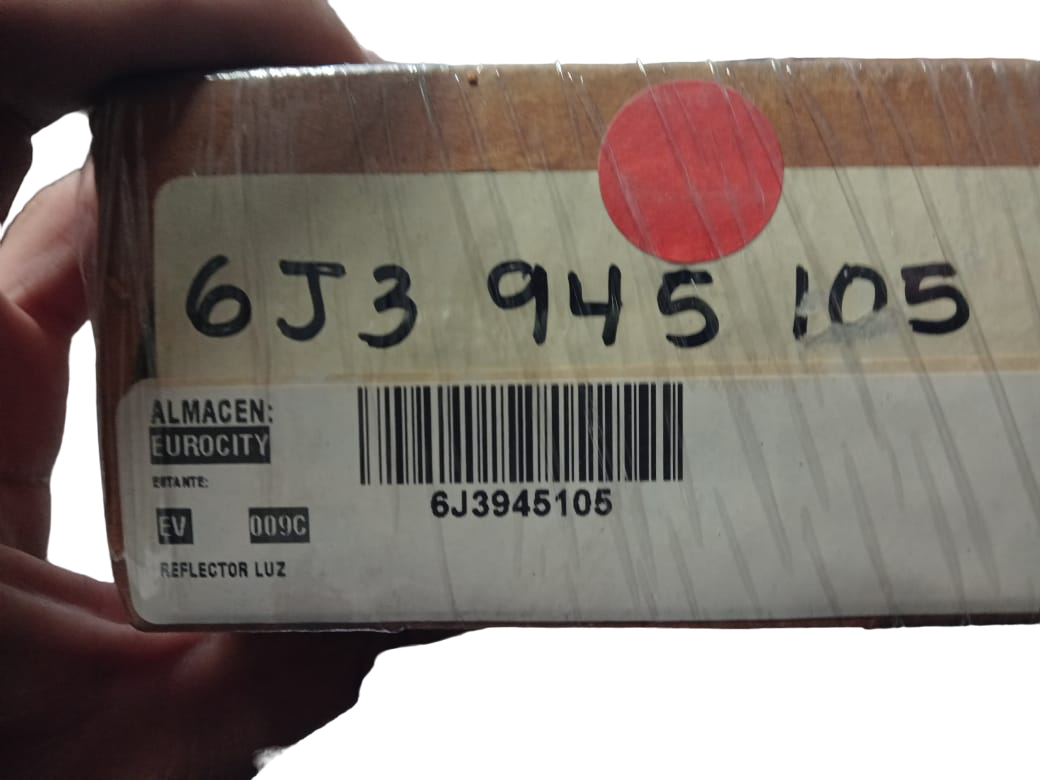 6J3 945 105
ALMACEN:
EUROCITY
ESTANTE:
6J3945105
EV 009C
REFLECTOR LUZ